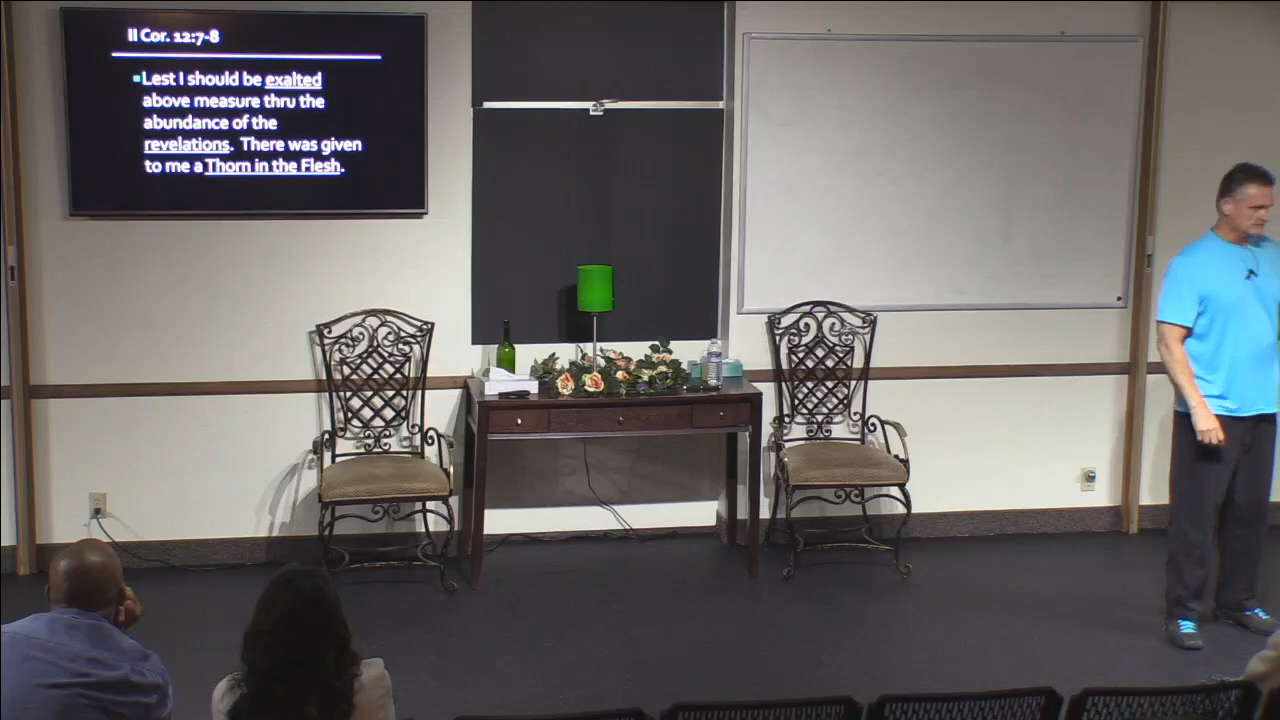 II Cor. 12:7-8
Lest I should be exalted
above measure thru the
abundance of the
revelations. There was given
to me a Thorn in the Flesh.